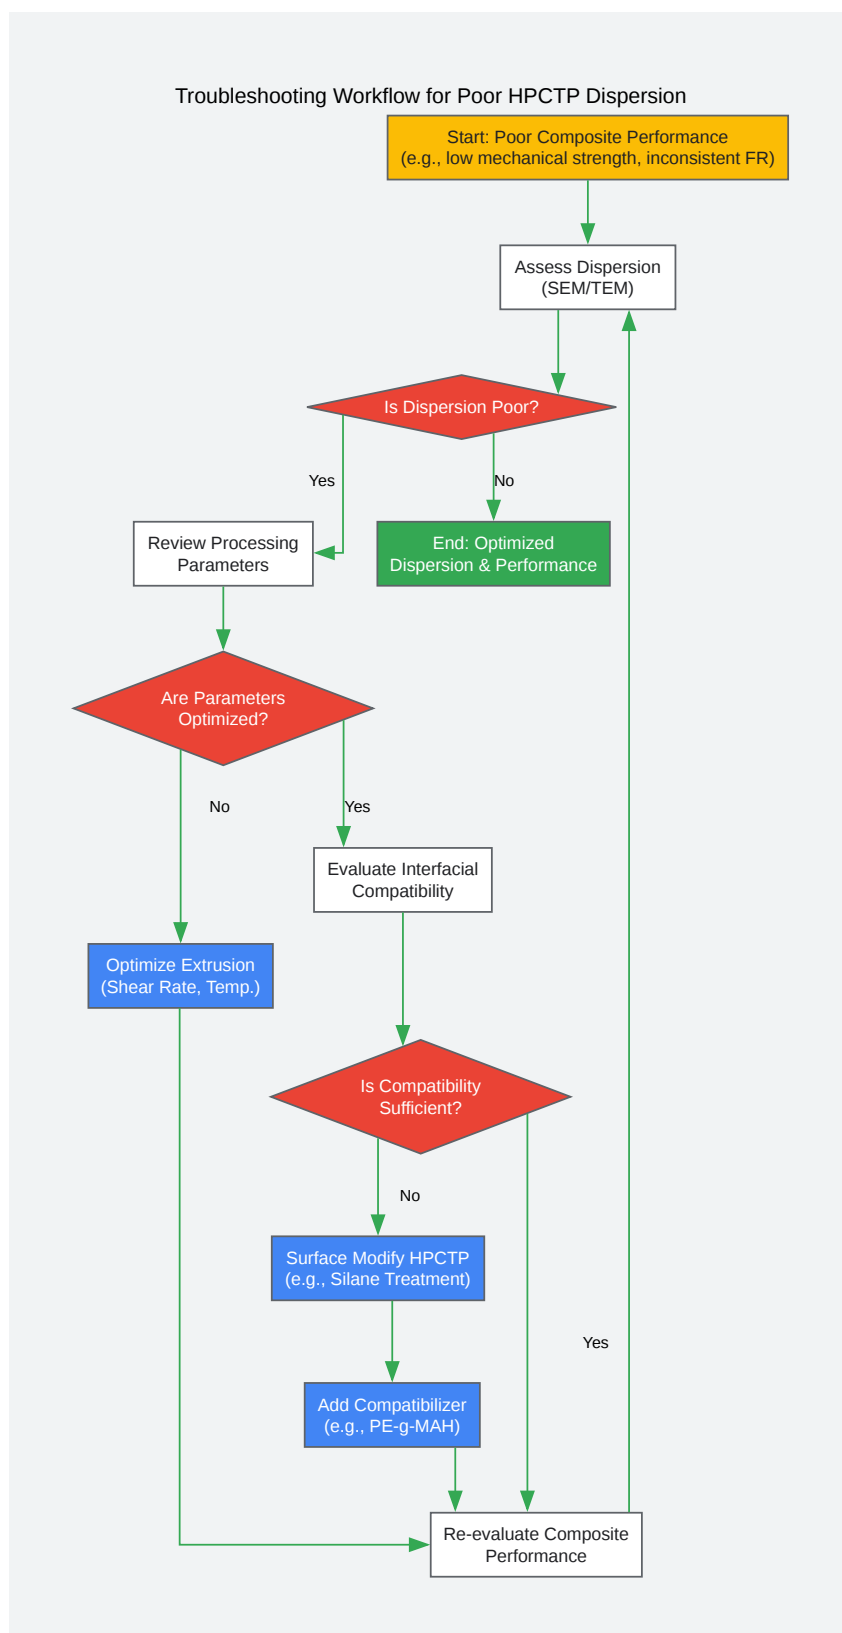 Troubleshooting Workflow for Poor HPCTP Dispersion
Start: Poor Composite Performance
(e.g., low mechanical strength, inconsistent FR)
Assess Dispersion
(SEM/TEM)
Is Dispersion Poor?
Yes
No
Review Processing
Parameters
End: Optimized
Dispersion & Performance
Are Parameters
Optimized?
No
Yes
Evaluate Interfacial
Compatibility
Optimize Extrusion
(Shear Rate, Temp.)
Is Compatibility
Sufficient?
No
Surface Modify HPCTP
(e.g., Silane Treatment)
Yes
Add Compatibilizer
(e.g., PE-g-MAH)
Re-evaluate Composite
Performance